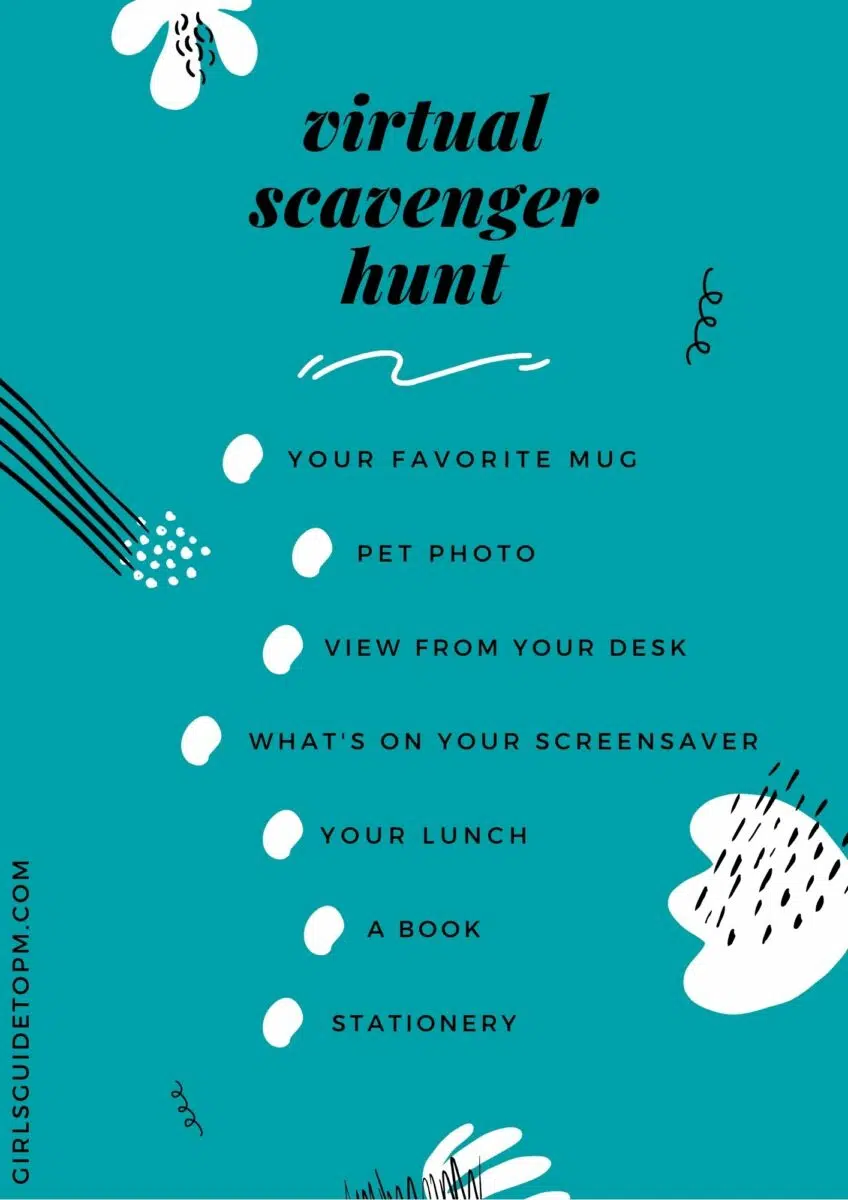 virtual
scavenger
hunt
YOUR FAVORITE MUG
PET PHOTO
VIEW FROM YOUR DESK
WHAT'S ON YOUR SCREENSAVER
YOUR LUNCH
A BOOK
STATIONERY
GIRLSGUIDETOPM.COM